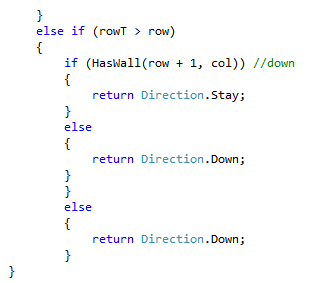 }
    else if (rowT > row)
    {
        if (HasWall(row + 1, col)) //down
        {
            return Direction.Stay;
        }
        else
        {
            return Direction.Down;
        }
        }
        else
        {
            return Direction.Down;
        }
}